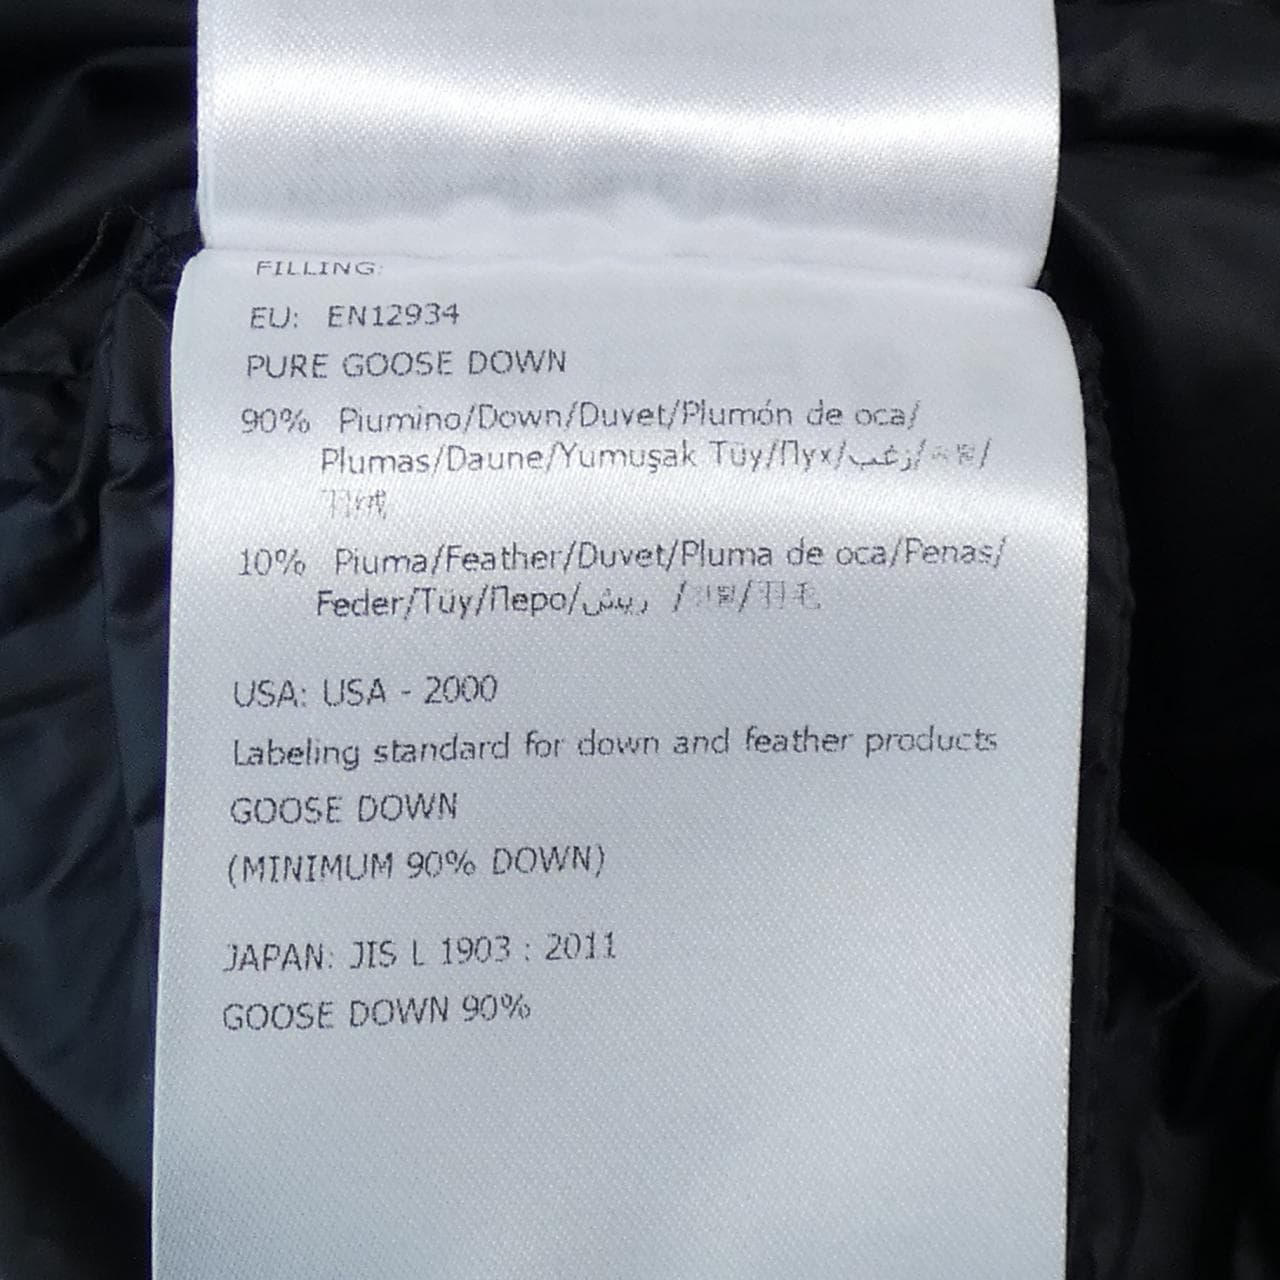 FILLING:
EU: EN12934
PURE GOOSE DOWN
90% Piumino/Down/Duvet/Plumón de oca/
Plumas/Daune/Yumuşak Tüy/Пух/زغب/
10% Piuma/Feather/Duvet/Pluma de oca/Penas/
Feder/Tüy/Перо/ريش / /羽毛
USA: USA - 2000
Labeling standard for down and feather products
GOOSE DOWN
(MINIMUM 90% DOWN)
JAPAN: JIS L 1903 : 2011
GOOSE DOWN 90%